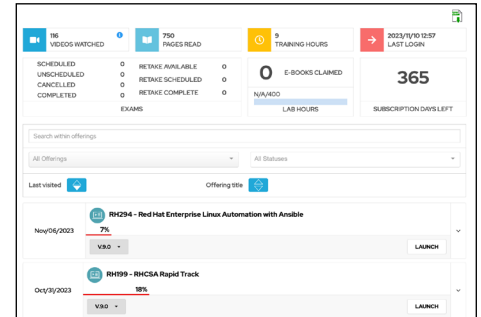 116
VIDEOS WATCHED
750
PAGES READ
9
TRAINING HOURS
2023/11/10 12:57
LAST LOGIN
SCHEDULED 0
UNSCHEDULED 0
CANCELLED 0
COMPLETED 0
RETAKE AVAILABLE 0
RETAKE SCHEDULED 0
RETAKE COMPLETE 0
EXAMS
0 E-BOOKS CLAIMED
N/A/400
LAB HOURS
365
SUBSCRIPTION DAYS LEFT
Search within offerings
All Offerings
All Statuses
Last visited
Offering title
RH294 - Red Hat Enterprise Linux Automation with Ansible
Nov/06/2023
7%
V.9.0
LAUNCH
RH199 - RHCSA Rapid Track
Oct/31/2023
18%
V.9.0
LAUNCH